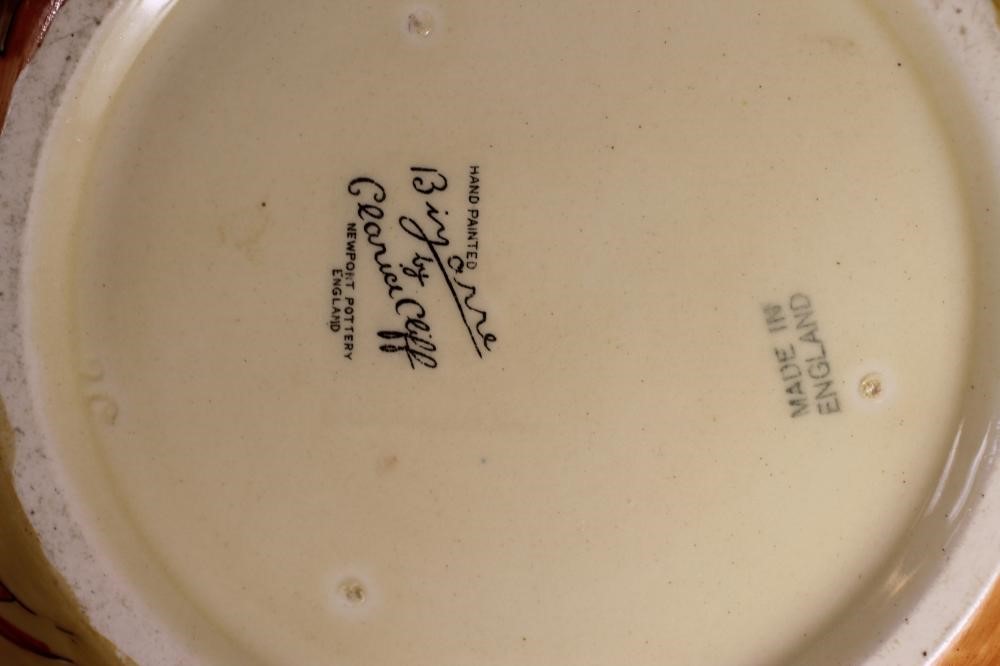 HAND PAINTED
Bizarre
by
Clarice Cliff
NEWPORT POTTERY
ENGLAND
MADE IN
ENGLAND